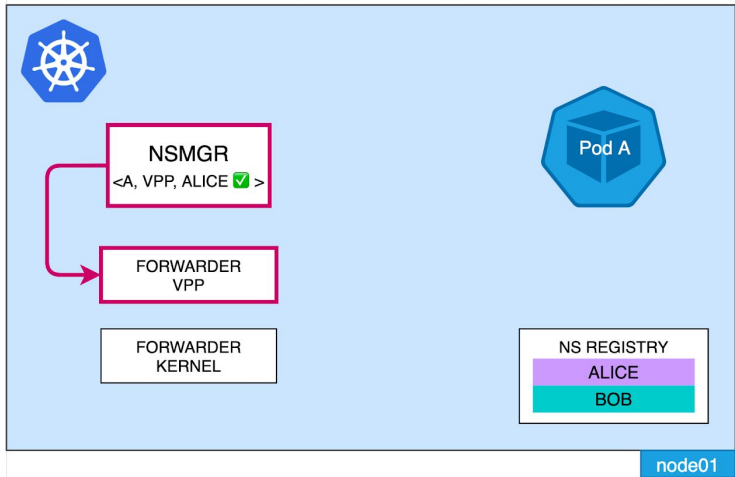 NSMGR
<A, VPP, ALICE ✅ >
Pod A
FORWARDER
VPP
FORWARDER
KERNEL
NS REGISTRY
ALICE
BOB
node01